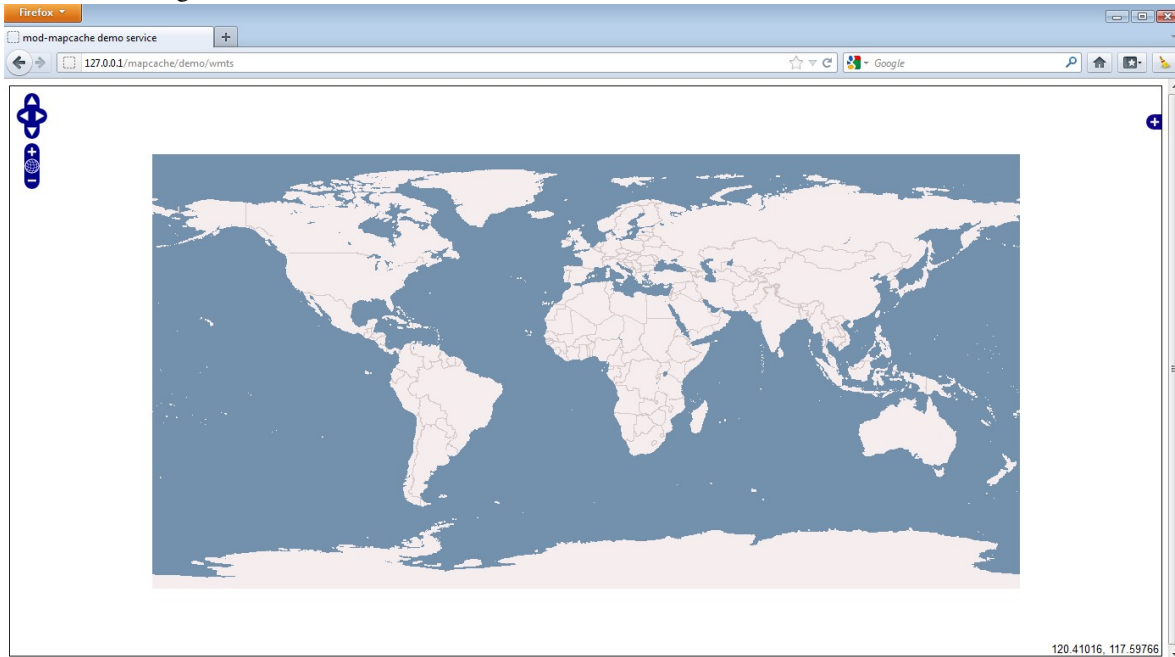 Firefox
mod-mapcache demo service
127.0.0.1/mapcache/demo/wmts
Google
120.41016, 117.59766